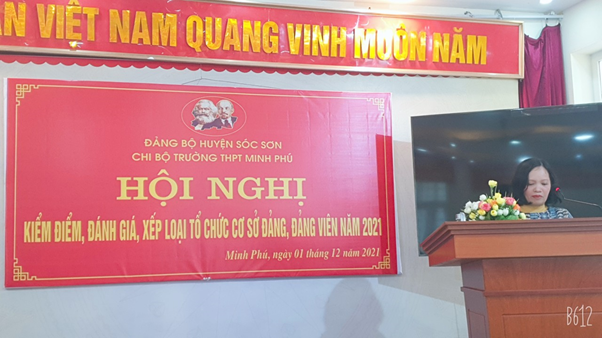 N VIỆT NAM QUANG VINH MUÔN NĂM
ĐẢNG BỘ HUYỆN SÓC SƠN
CHI BỘ TRƯỜNG THPT MINH PHÚ
HỘI NGHỊ
KIỂM ĐIỂM, ĐÁNH GIÁ, XẾP LOẠI TỔ CHỨC CƠ SỞ ĐẢNG, ĐẢNG VIÊN NĂM 2021
Minh Phú, ngày 01 tháng 12 năm 2021
B612